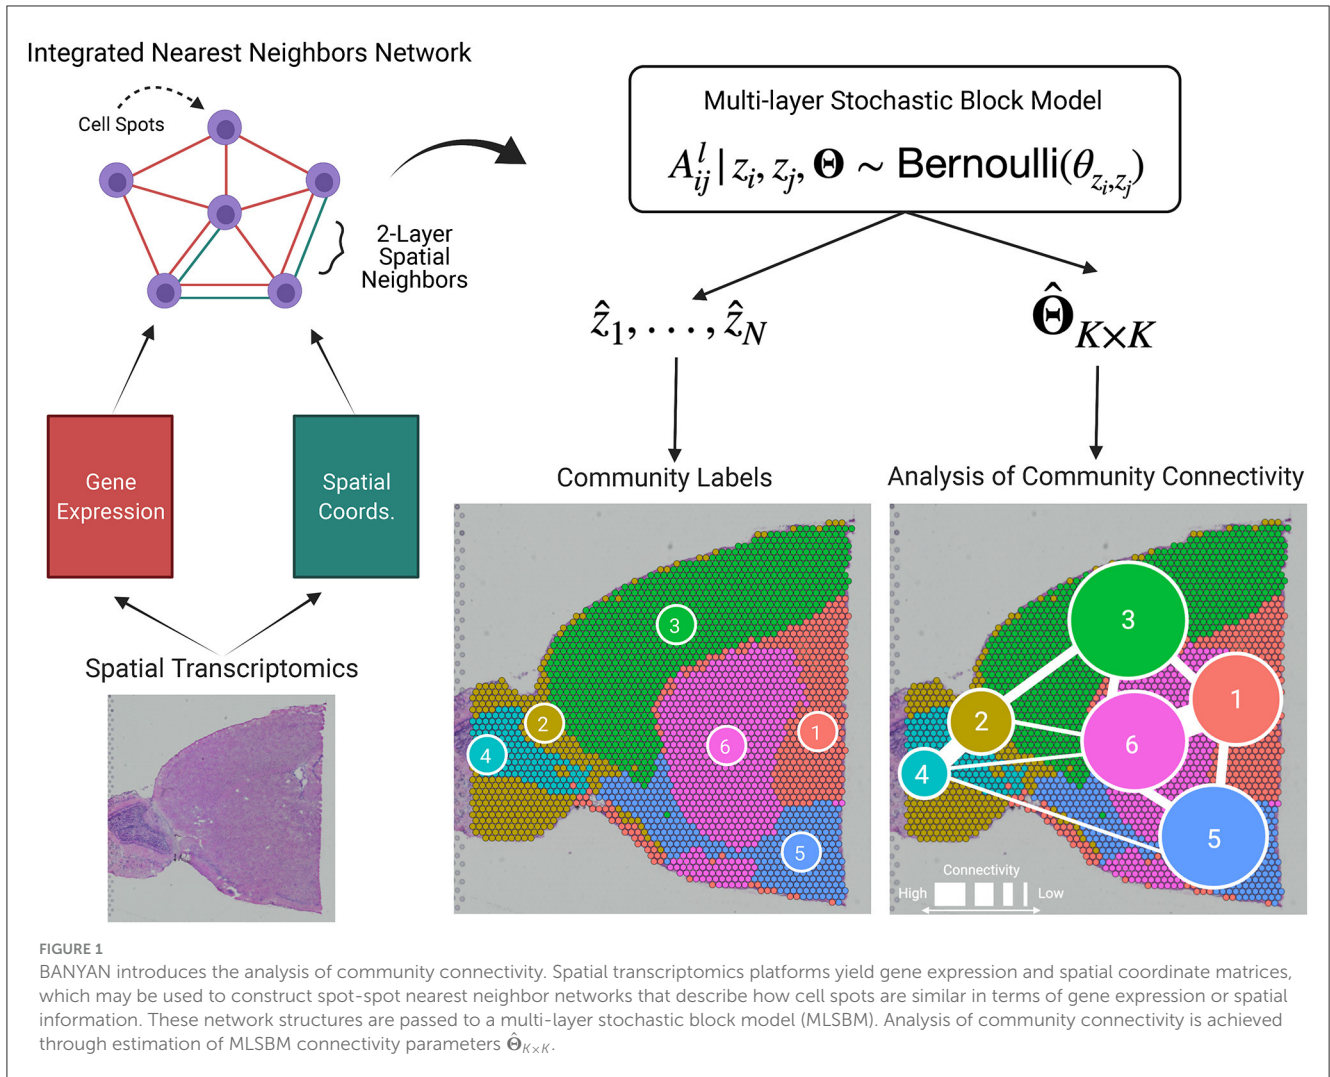 Integrated Nearest Neighbors Network
Cell Spots
2-Layer
Spatial
Neighbors
Multi-layer Stochastic Block Model
A^l_{ij} | z_i, z_j, Θ ~ Bernoulli(θ_{z_i,z_j})
ẑ_1, . . . , ẑ_N
Θ̂_{K×K}
Gene
Expression
Spatial
Coords.
Spatial Transcriptomics
Community Labels
3
2
4
6
1
5
Analysis of Community Connectivity
3
1
2
6
4
5
Connectivity
High
Low
FIGURE 1
BANYAN introduces the analysis of community connectivity. Spatial transcriptomics platforms yield gene expression and spatial coordinate matrices,
which may be used to construct spot-spot nearest neighbor networks that describe how cell spots are similar in terms of gene expression or spatial
information. These network structures are passed to a multi-layer stochastic block model (MLSBM). Analysis of community connectivity is achieved
through estimation of MLSBM connectivity parameters Θ̂_{K×K}.